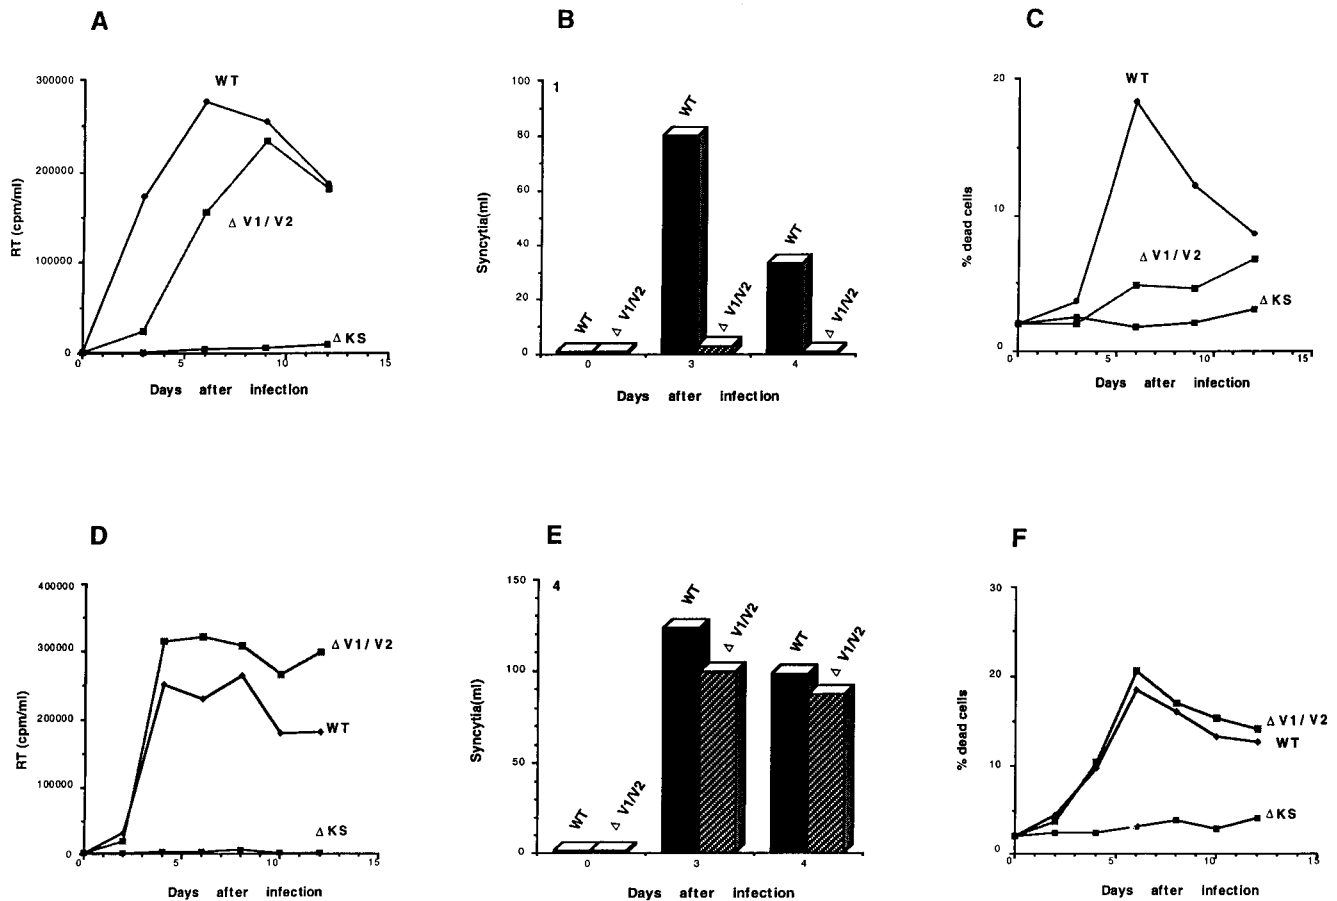 A
300000
200000
100000
0
RT (cpm/ml)
WT
Δ V1/V2
Δ KS
0
5
10
15
Days after infection
B
1
100
80
60
40
20
0
Syncytia(ml)
WT
Δ V1/V2
WT
Δ V1/V2
WT
Δ V1/V2
0
3
4
Days after infection
C
20
10
0
% dead cells
WT
Δ V1/V2
Δ KS
0
5
10
15
Days after infection
D
400000
300000
200000
100000
0
RT (cpm/ml)
Δ V1/V2
WT
Δ KS
0
5
10
15
Days after infection
E
4
150
100
50
0
Syncytia(ml)
WT
Δ V1/V2
WT
Δ V1/V2
WT
Δ V1/V2
0
3
4
Days after infection
F
30
20
10
0
% dead cells
Δ V1/V2
WT
Δ KS
0
5
10
15
Days after infection